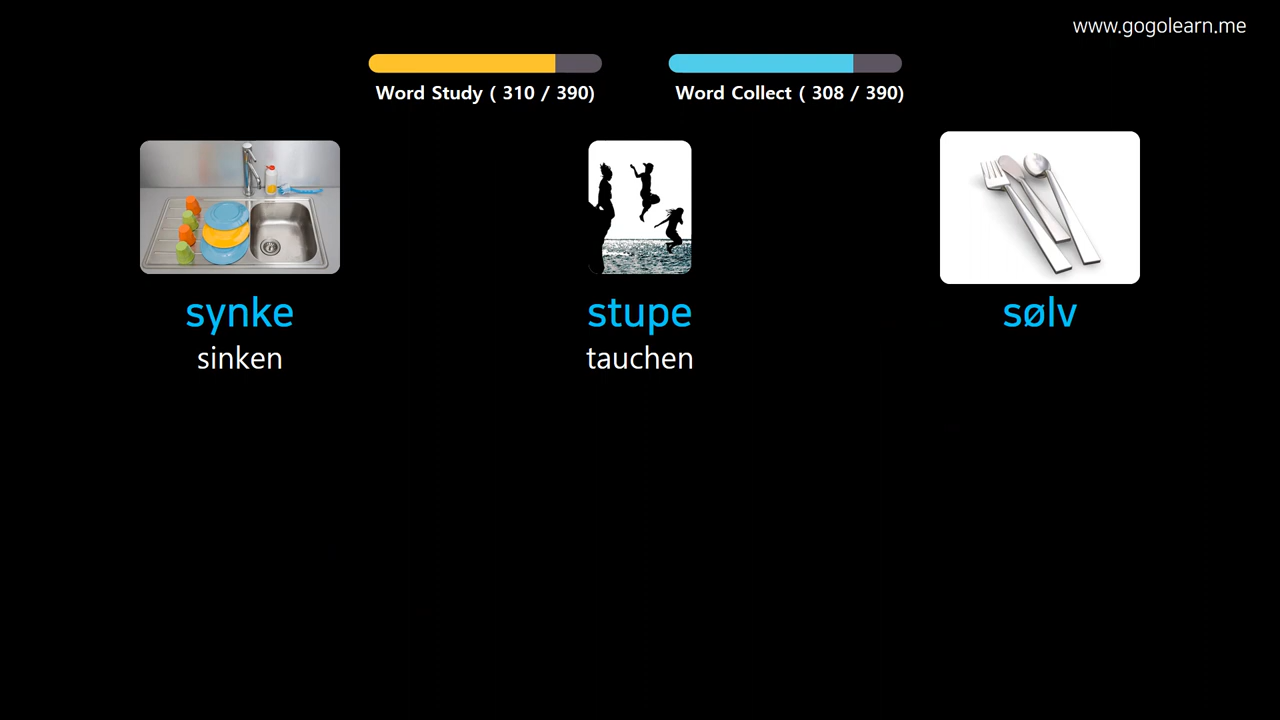 www.gogolearn.me
Word Study ( 310 / 390)
Word Collect ( 308 / 390)
synke
stupe
sølv
sinken
tauchen